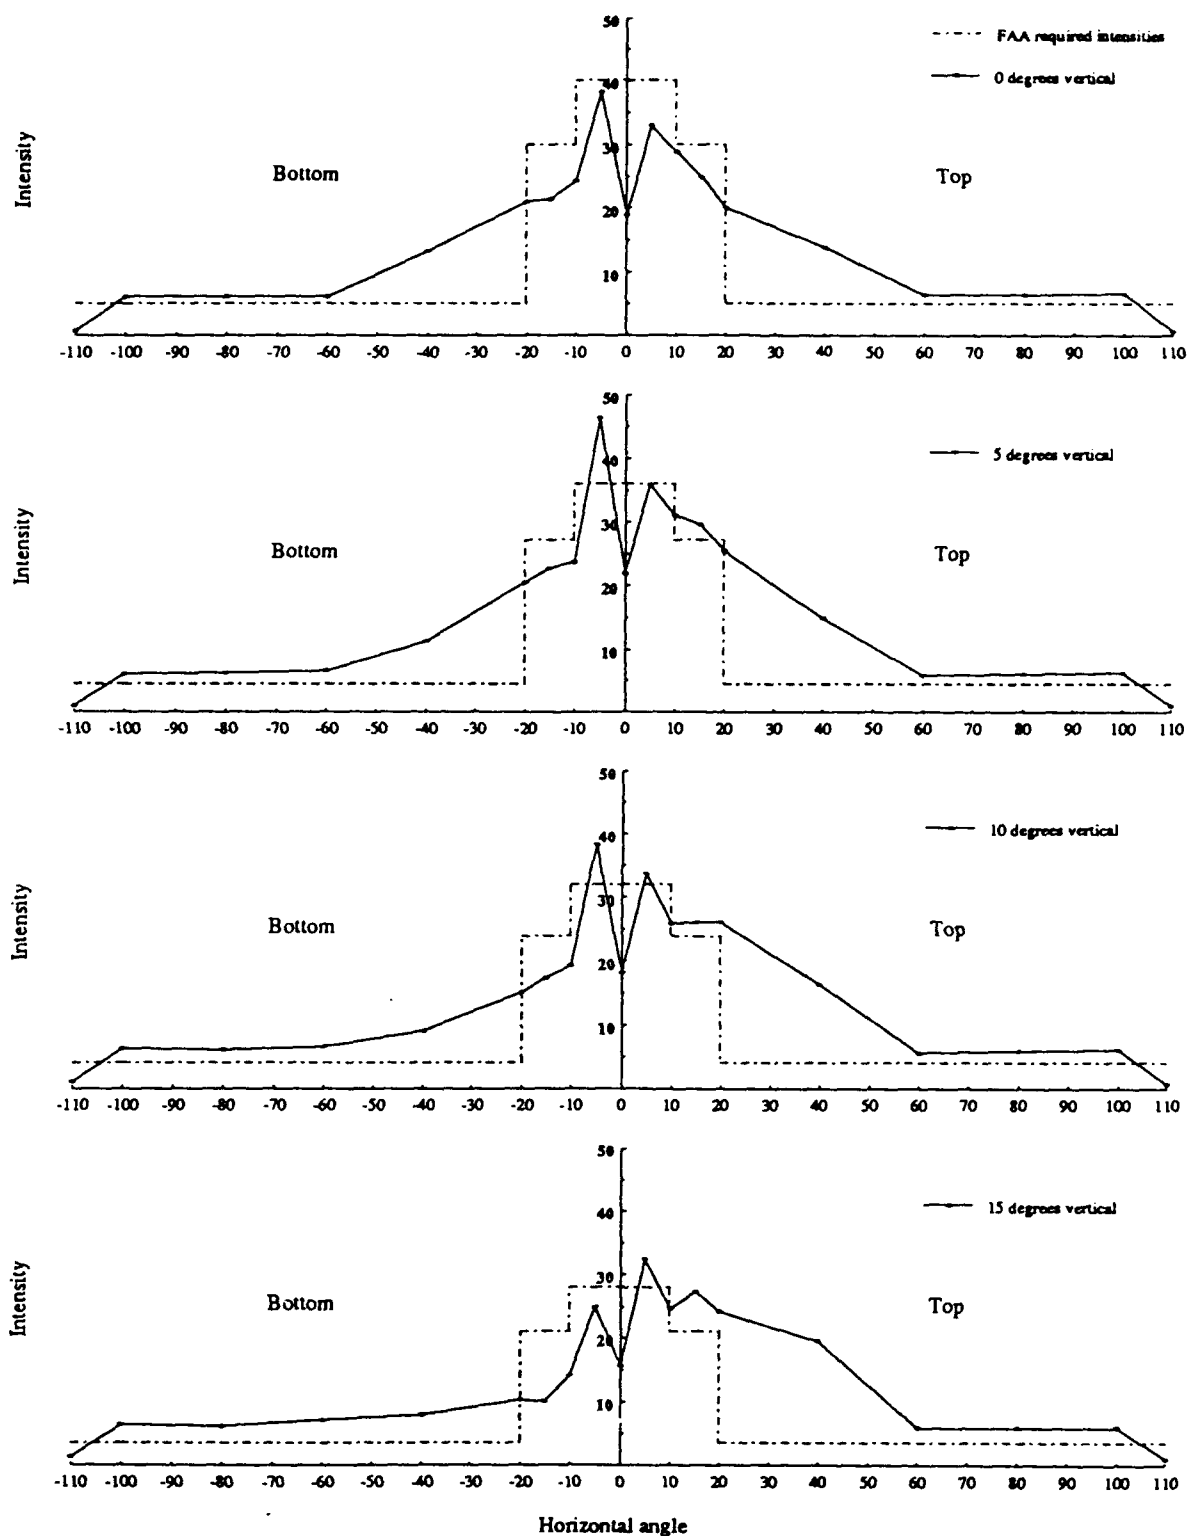 50
FAA required intensities
0 degrees vertical
40
Intensity
30
Bottom
Top
20
10
-110 -100 -90 -80 -70 -60 -50 -40 -30 -20 -10 0 10 20 30 40 50 60 70 80 90 100 110
50
5 degrees vertical
40
Intensity
30
Bottom
Top
20
10
-110 -100 -90 -80 -70 -60 -50 -40 -30 -20 -10 0 10 20 30 40 50 60 70 80 90 100 110
50
10 degrees vertical
40
Intensity
30
Bottom
Top
20
10
-110 -100 -90 -80 -70 -60 -50 -40 -30 -20 -10 0 10 20 30 40 50 60 70 80 90 100 110
50
15 degrees vertical
40
Intensity
30
Bottom
Top
20
10
-110 -100 -90 -80 -70 -60 -50 -40 -30 -20 -10 0 10 20 30 40 50 60 70 80 90 100 110
Horizontal angle